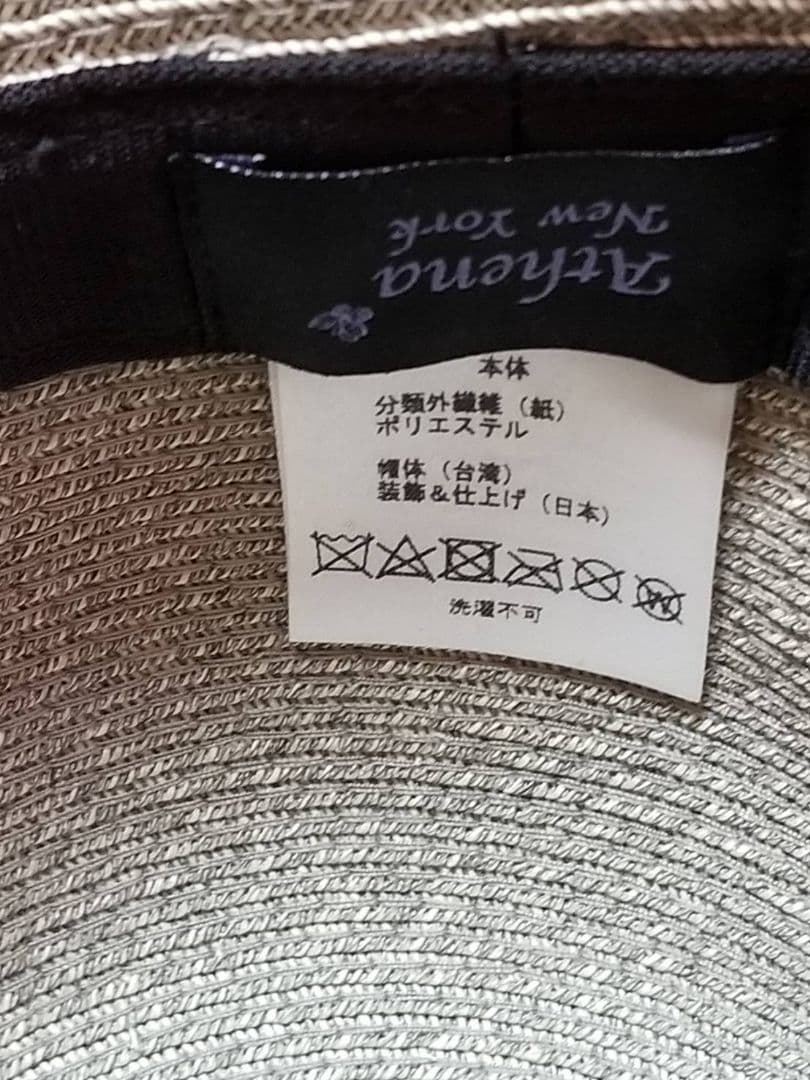 Athena
New York
本体
分類外繊維（紙）
ポリエステル
帽体（台湾）
装飾＆仕上げ（日本）
W
洗濯不可